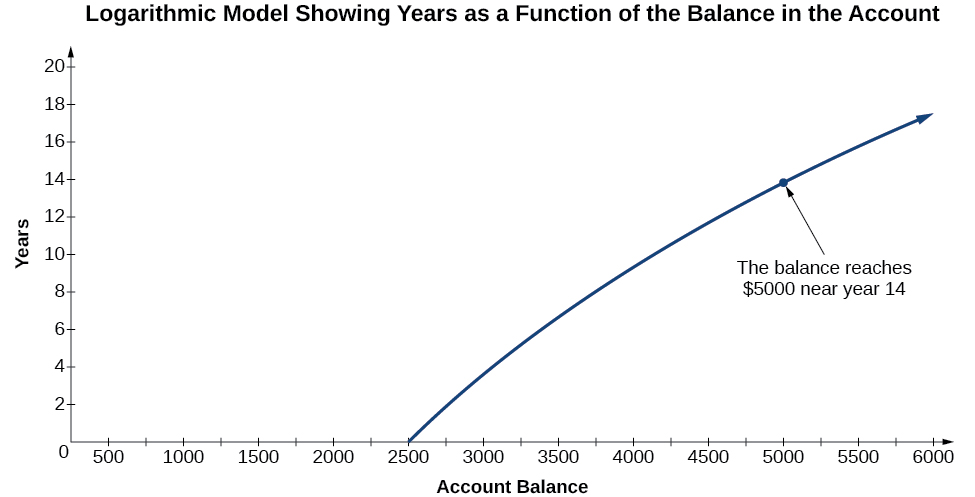 Logarithmic Model Showing Years as a Function of the Balance in the Account
20
18
16
14
12
10
8
6
4
2
0
Years
The balance reaches
$5000 near year 14
500 1000 1500 2000 2500 3000 3500 4000 4500 5000 5500 6000
Account Balance